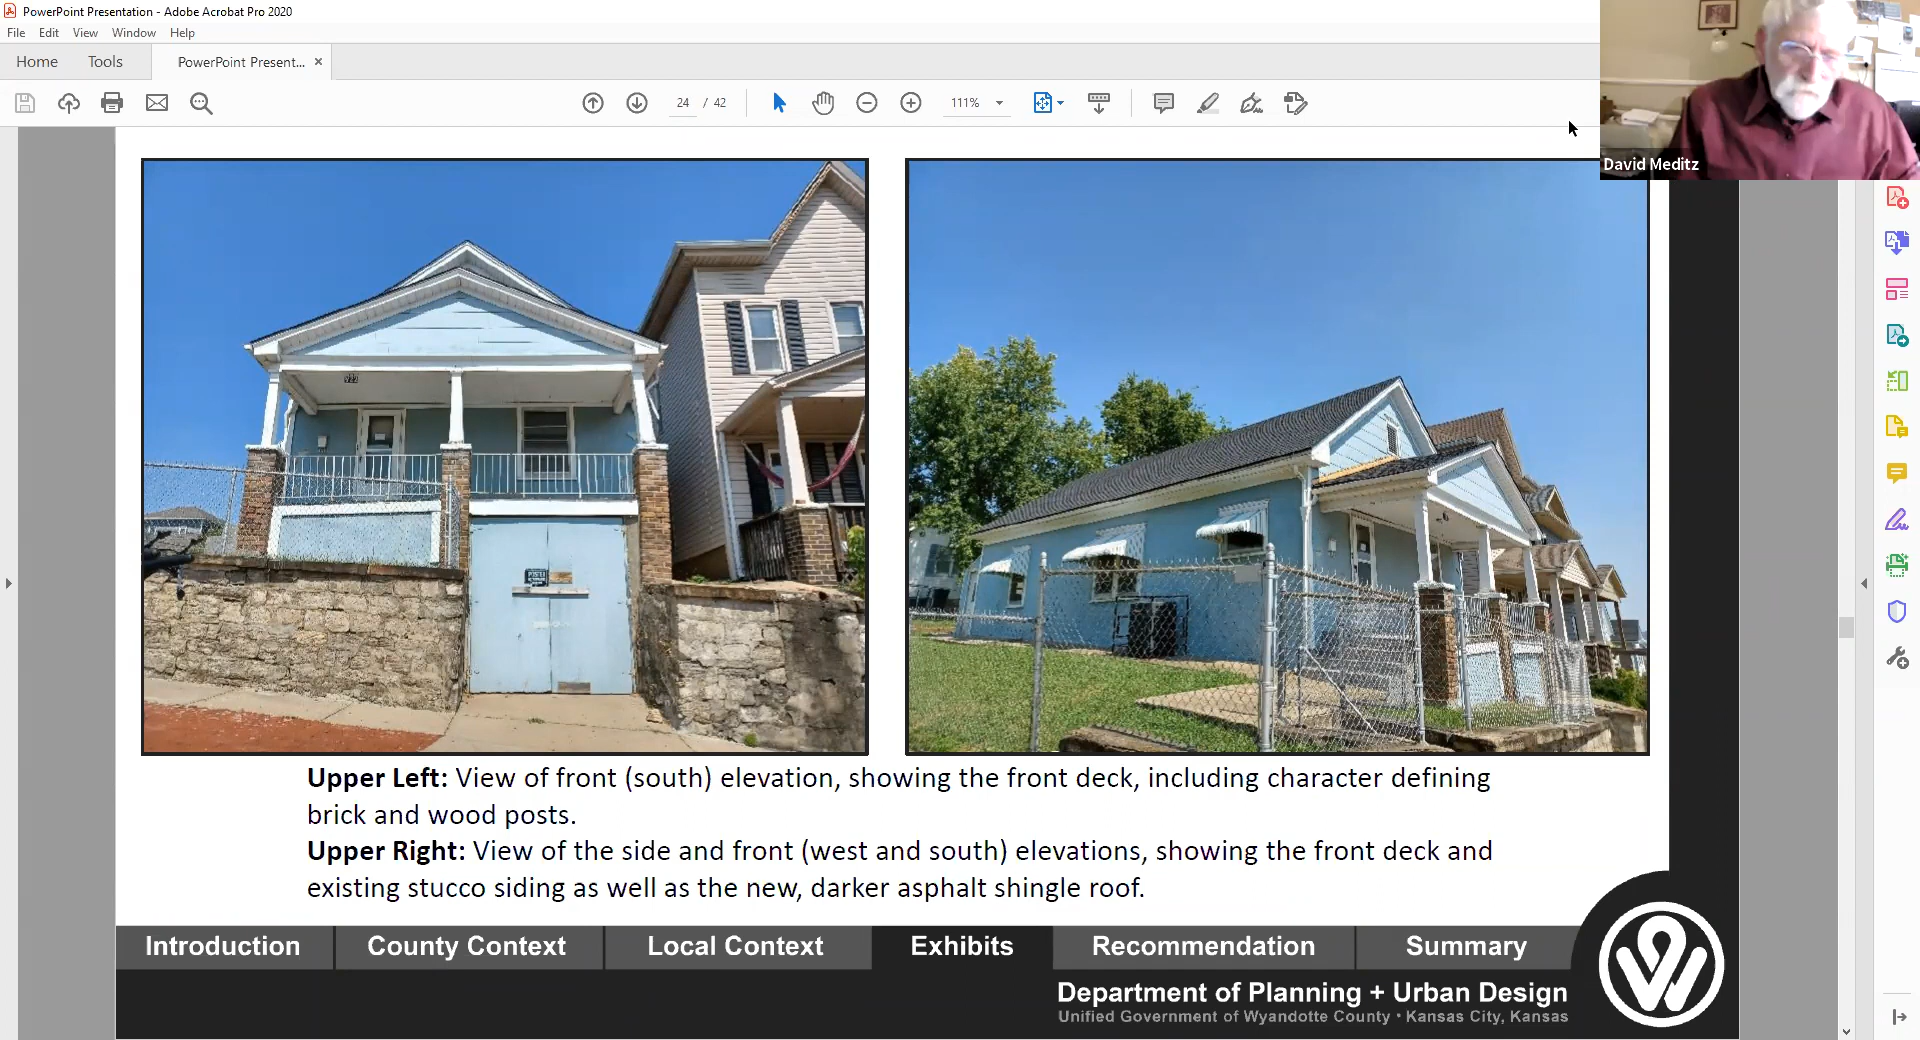 PowerPoint Presentation - Adobe Acrobat Pro 2020
File Edit View Window Help
Home Tools PowerPoint Present... ×
24 / 42 111%
David Meditz
922
POSTED
Upper Left: View of front (south) elevation, showing the front deck, including character defining
brick and wood posts.
Upper Right: View of the side and front (west and south) elevations, showing the front deck and
existing stucco siding as well as the new, darker asphalt shingle roof.
Introduction County Context Local Context Exhibits Recommendation Summary
Department of Planning + Urban Design
Unified Government of Wyandotte County • Kansas City, Kansas